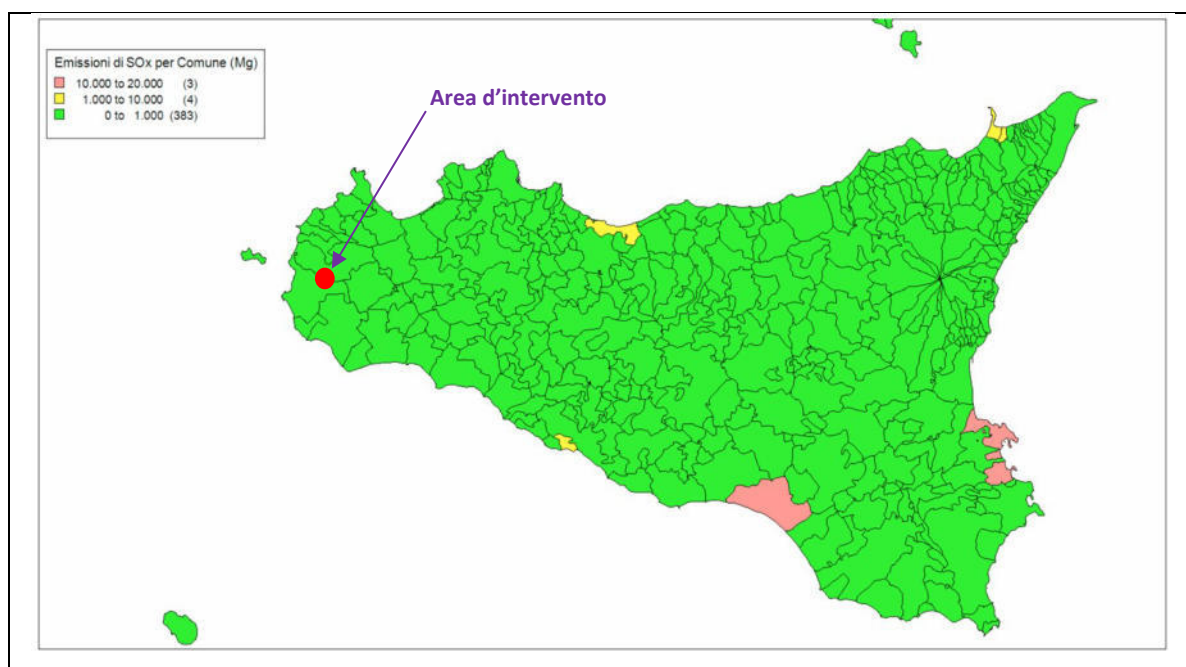 Emissioni di SOx per Comune (Mg)
10.000 to 20.000 (3)
1.000 to 10.000 (4)
0 to 1.000 (383)
Area d’intervento